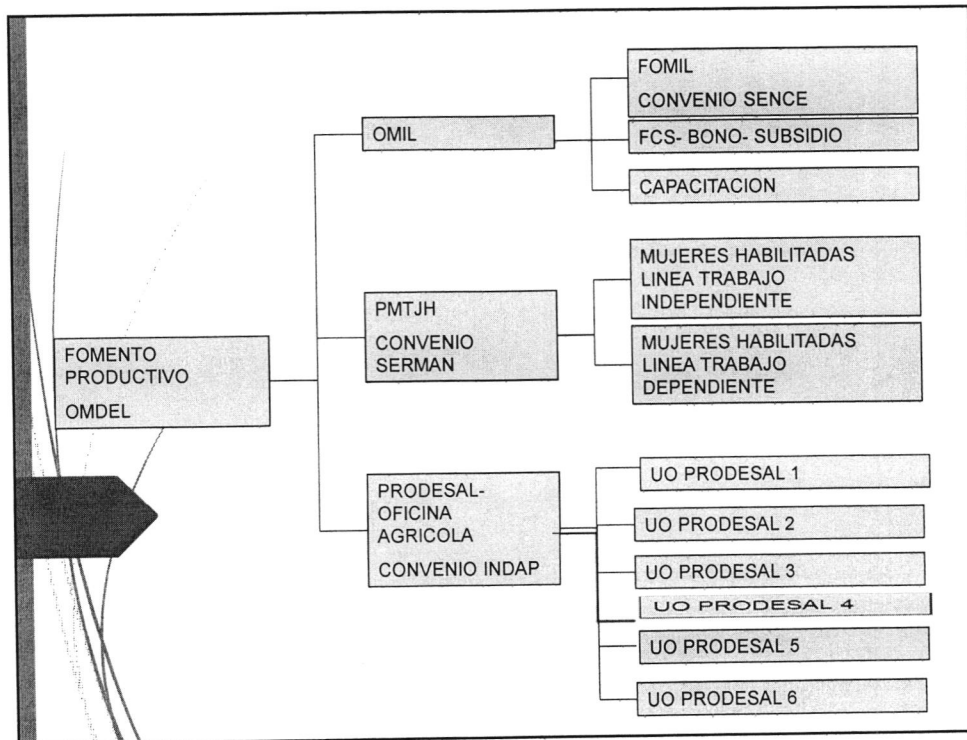 FOMENTO
PRODUCTIVO
OMDEL
OMIL
FOMIL
CONVENIO SENCE
FCS- BONO- SUBSIDIO
CAPACITACION
PMTJH
CONVENIO
SERMAN
MUJERES HABILITADAS
LINEA TRABAJO
INDEPENDIENTE
MUJERES HABILITADAS
LINEA TRABAJO
DEPENDIENTE
PRODESAL-
OFICINA
AGRICOLA
CONVENIO INDAP
UO PRODESAL 1
UO PRODESAL 2
UO PRODESAL 3
UO PRODESAL 4
UO PRODESAL 5
UO PRODESAL 6